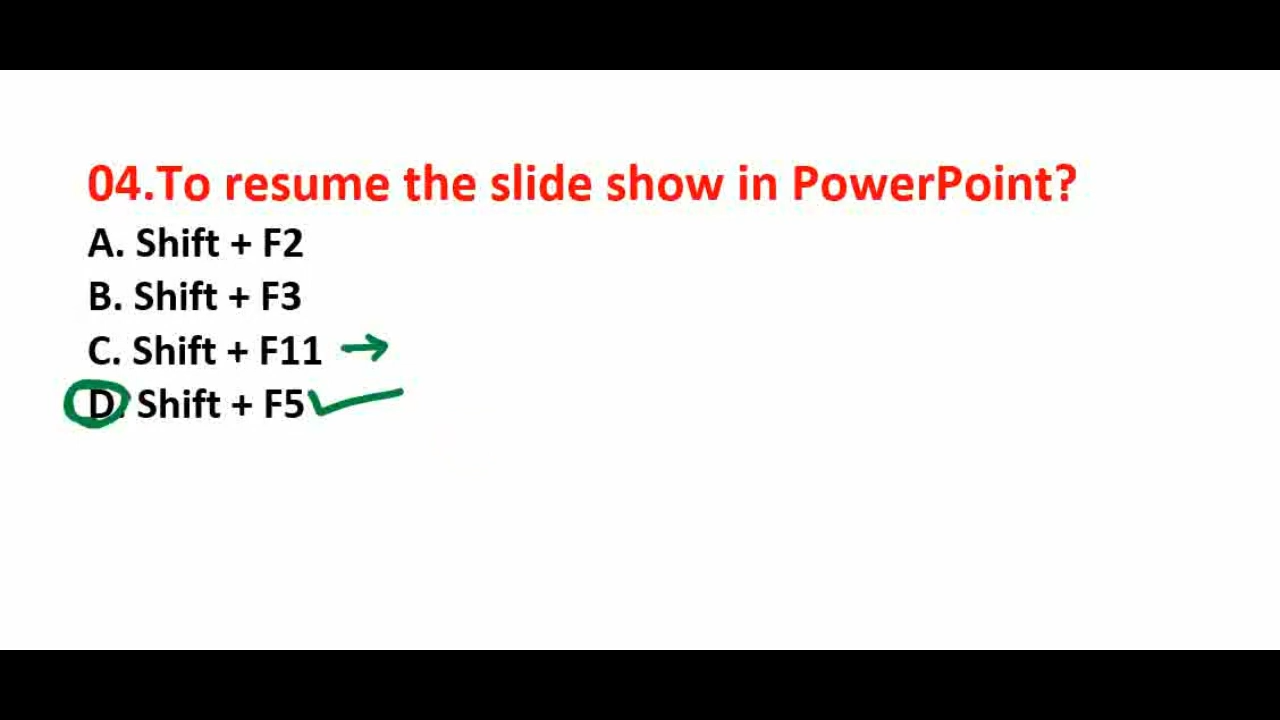 04.To resume the slide show in PowerPoint?
A. Shift + F2
B. Shift + F3
C. Shift + F11
D. Shift + F5